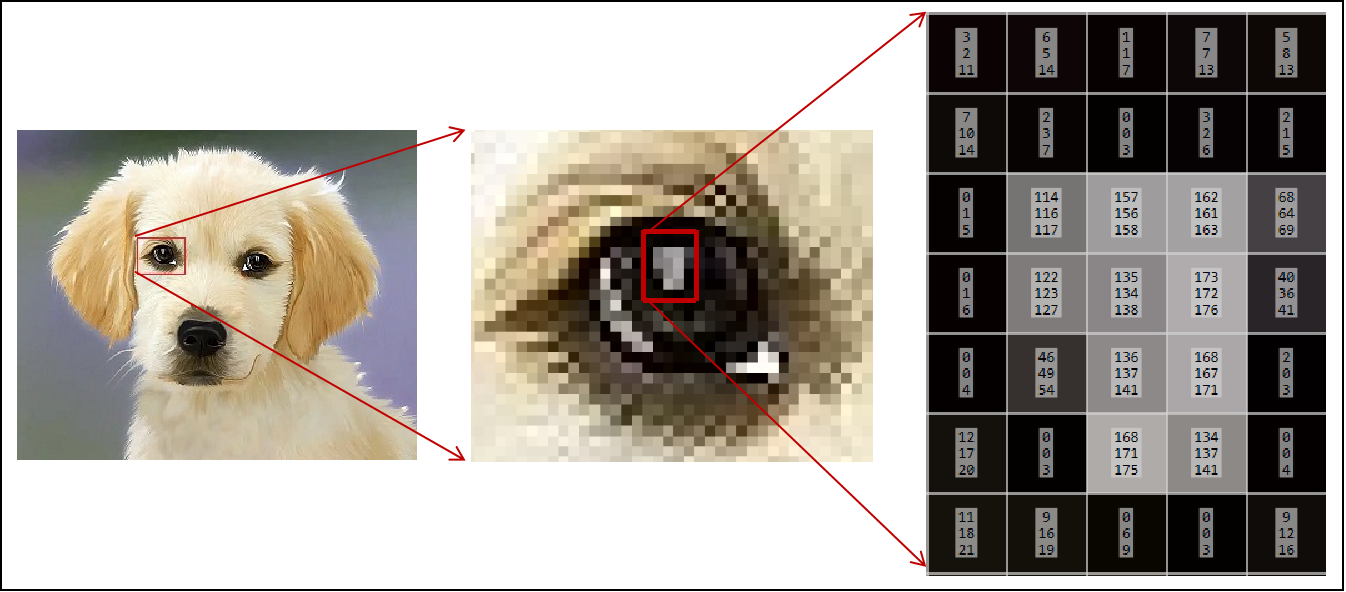 3 6 1 7 5
2 5 1 7 8
11 14 7 13 13
7 2 0 3 2
10 3 0 2 1
14 7 3 6 5
0 114 157 162 68
1 116 156 161 64
5 117 158 163 69
0 122 135 173 40
1 123 134 172 36
6 127 138 176 41
0 46 136 168 2
0 49 137 167 0
4 54 141 171 3
12 0 168 134 0
17 0 171 137 0
20 3 175 141 4
11 9 0 0 9
18 16 6 0 12
21 19 9 3 16